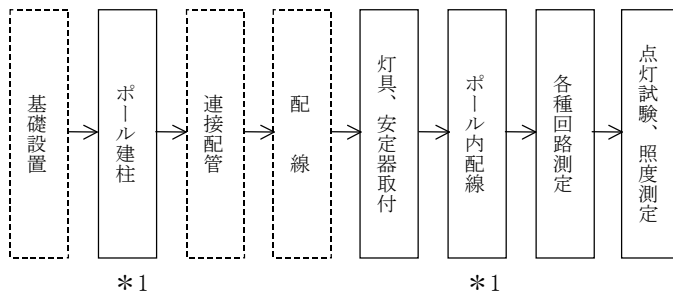 基礎設置
ポール建柱
連接配管
配線
灯具、安定器取付
ポール内配線
各種回路測定
点灯試験、照度測定
＊1
＊1